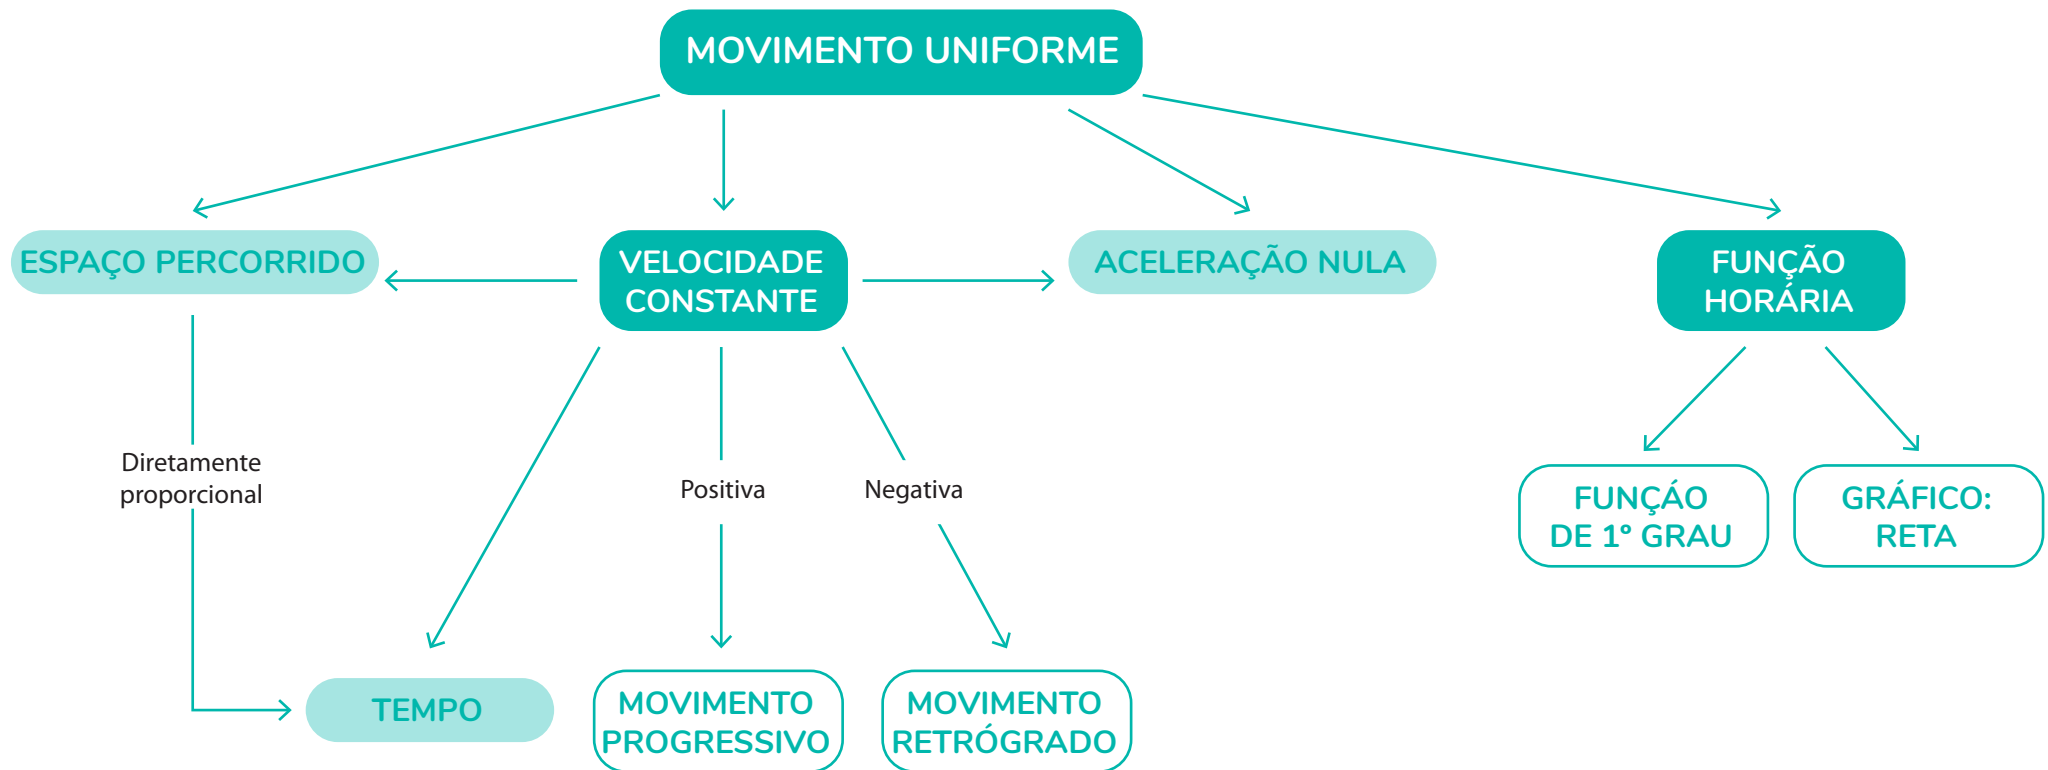 MOVIMENTO UNIFORME
ESPAÇO PERCORRIDO
VELOCIDADE
CONSTANTE
ACELERAÇÃO NULA
FUNÇÃO
HORÁRIA
Diretamente
proporcional
Positiva
Negativa
FUNÇÁO
DE 1º GRAU
GRÁFICO:
RETA
TEMPO
MOVIMENTO
PROGRESSIVO
MOVIMENTO
RETRÓGRADO